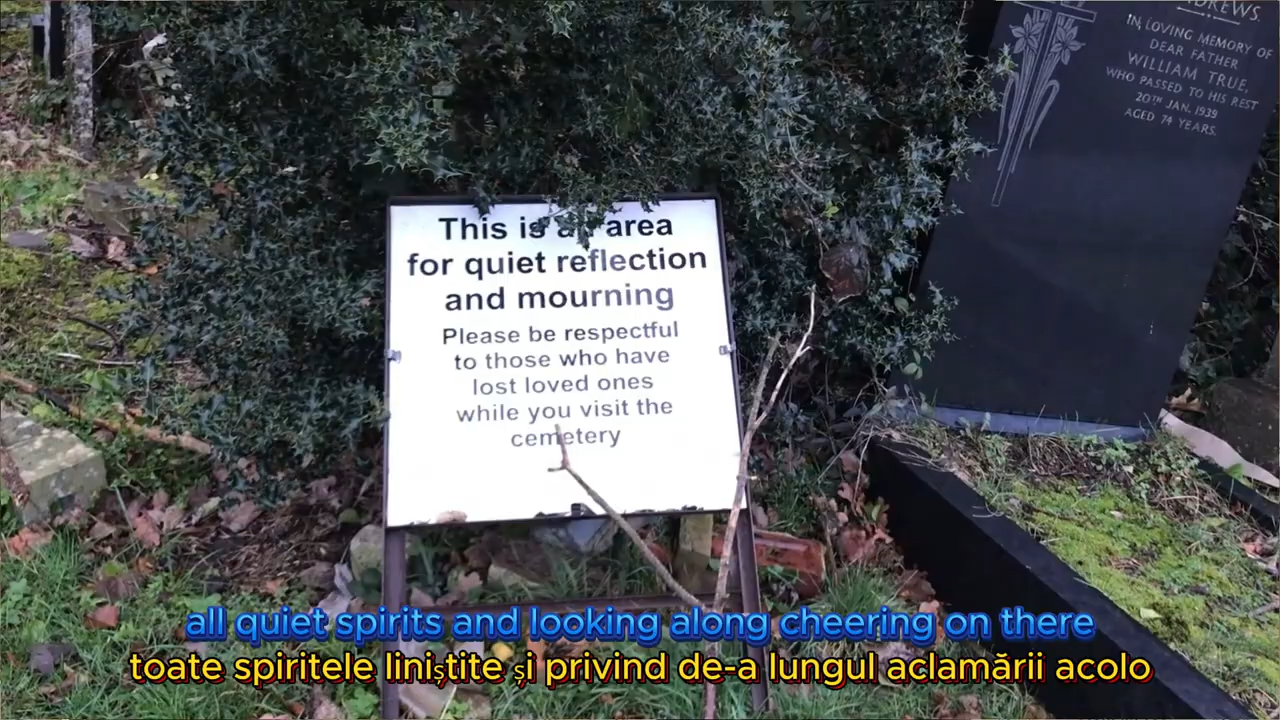 IN LOVING MEMORY OF
DEAR FATHER
WILLIAM TRUE,
WHO PASSED TO HIS REST
20TH JAN. 1939
AGED 74 YEARS.
This is an area
for quiet reflection
and mourning
Please be respectful
to those who have
lost loved ones
while you visit the
cemetery
all quiet spirits and looking along cheering on there
toate spiritele liniștite și privind de-a lungul aclamării acolo